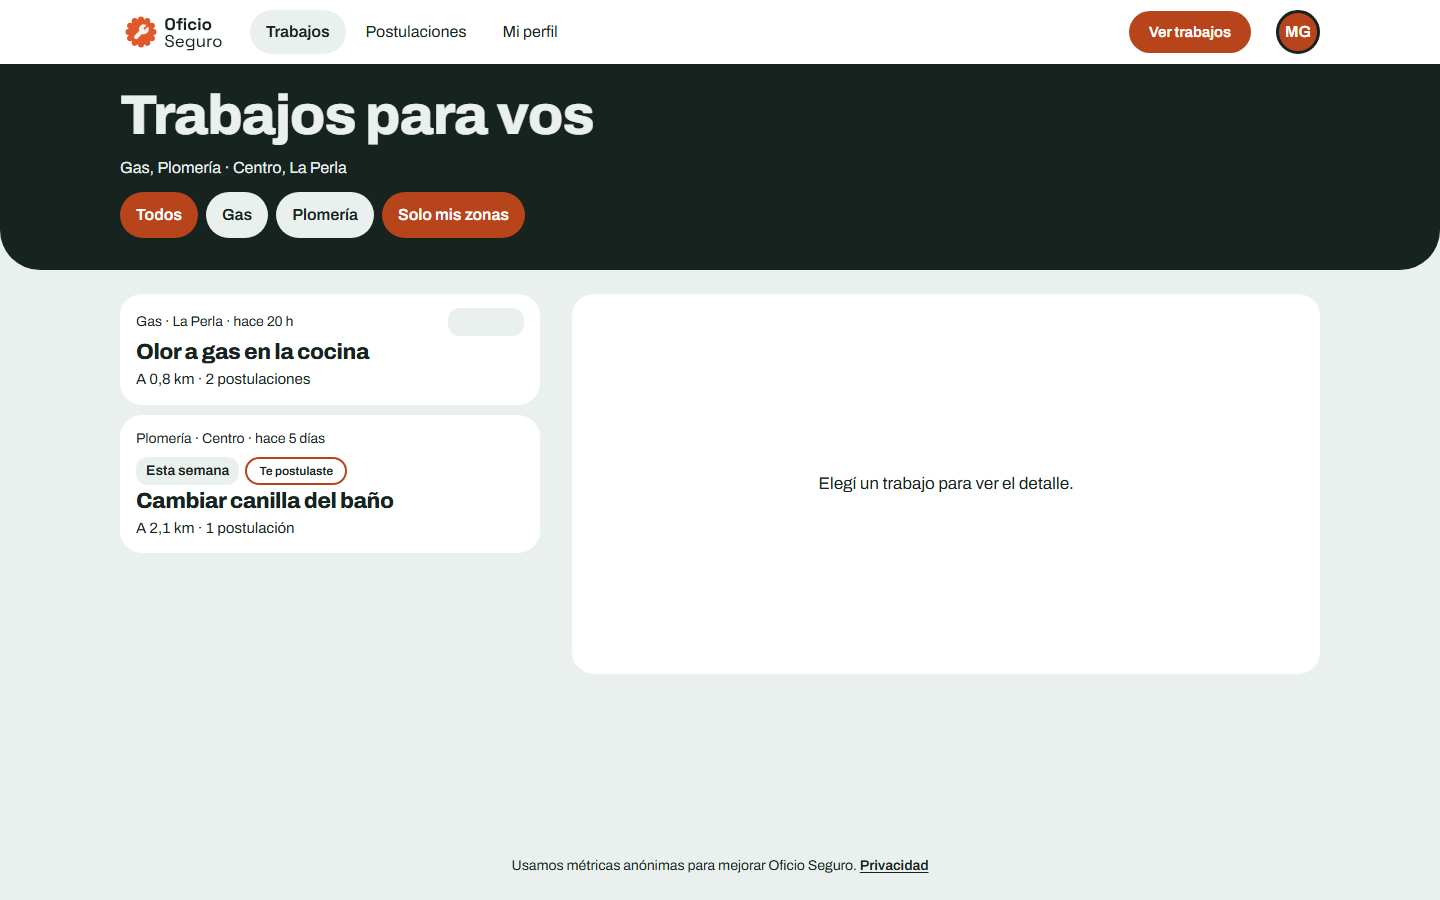 Oficio
Seguro
Trabajos
Postulaciones
Mi perfil
Ver trabajos
MG
Trabajos para vos
Gas, Plomería · Centro, La Perla
Todos
Gas
Plomería
Solo mis zonas
Gas · La Perla · hace 20 h
Olor a gas en la cocina
A 0,8 km · 2 postulaciones
Plomería · Centro · hace 5 días
Esta semana
Te postulaste
Cambiar canilla del baño
A 2,1 km · 1 postulación
Elegí un trabajo para ver el detalle.
Usamos métricas anónimas para mejorar Oficio Seguro. Privacidad